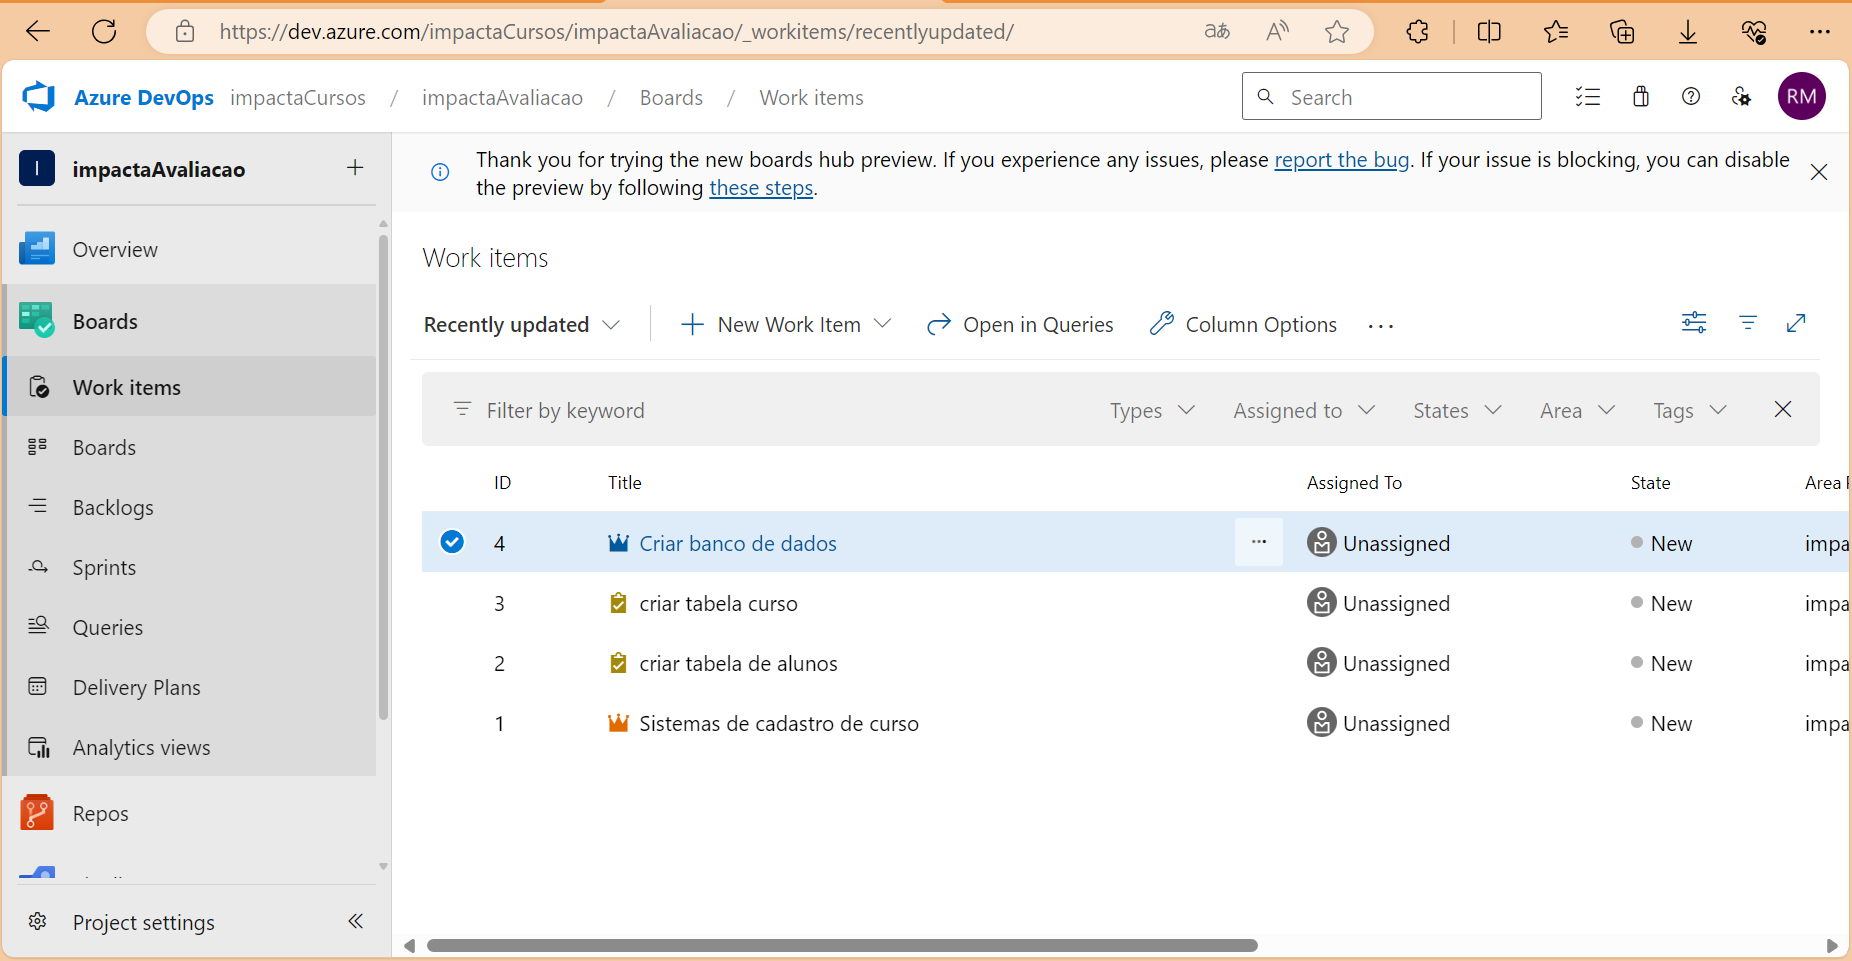 https://dev.azure.com/impactaCursos/impactaAvaliacao/_workitems/recentlyupdated/
Azure DevOps impactaCursos / impactaAvaliacao / Boards / Work items
Search
RM
I impactaAvaliacao
Thank you for trying the new boards hub preview. If you experience any issues, please report the bug. If your issue is blocking, you can disable
the preview by following these steps.
Overview
Boards
Work items
Boards
Backlogs
Sprints
Queries
Delivery Plans
Analytics views
Repos
Project settings
Work items
Recently updated New Work Item Open in Queries Column Options
Filter by keyword Types Assigned to States Area Tags
ID Title Assigned To State Area
4 Criar banco de dados Unassigned New impa
3 criar tabela curso Unassigned New impa
2 criar tabela de alunos Unassigned New impa
1 Sistemas de cadastro de curso Unassigned New impa